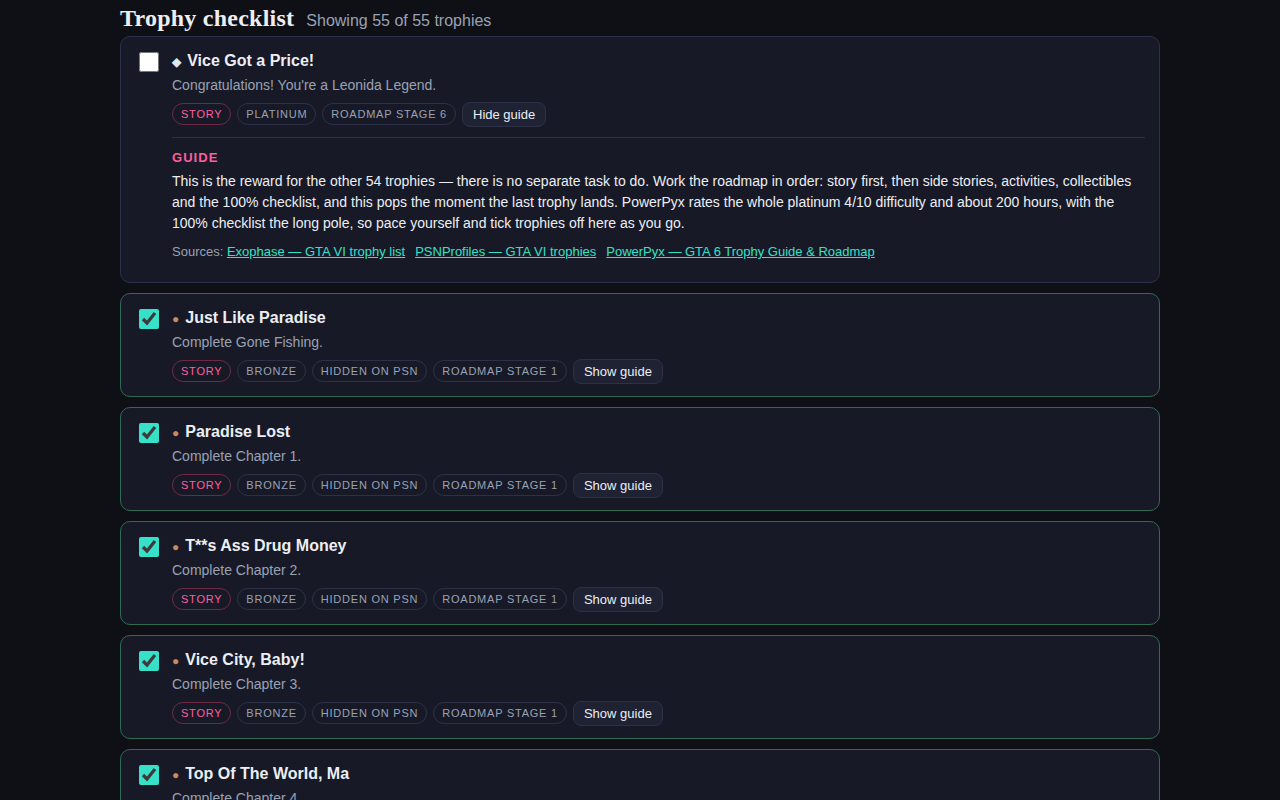 Trophy checklist Showing 55 of 55 trophies
◆ Vice Got a Price!
Congratulations! You're a Leonida Legend.
STORY PLATINUM ROADMAP STAGE 6 Hide guide
GUIDE
This is the reward for the other 54 trophies — there is no separate task to do. Work the roadmap in order: story first, then side stories, activities, collectibles
and the 100% checklist, and this pops the moment the last trophy lands. PowerPyx rates the whole platinum 4/10 difficulty and about 200 hours, with the
100% checklist the long pole, so pace yourself and tick trophies off here as you go.
Sources: Exophase — GTA VI trophy list PSNProfiles — GTA VI trophies PowerPyx — GTA 6 Trophy Guide & Roadmap
● Just Like Paradise
Complete Gone Fishing.
STORY BRONZE HIDDEN ON PSN ROADMAP STAGE 1 Show guide
● Paradise Lost
Complete Chapter 1.
STORY BRONZE HIDDEN ON PSN ROADMAP STAGE 1 Show guide
● T**s Ass Drug Money
Complete Chapter 2.
STORY BRONZE HIDDEN ON PSN ROADMAP STAGE 1 Show guide
● Vice City, Baby!
Complete Chapter 3.
STORY BRONZE HIDDEN ON PSN ROADMAP STAGE 1 Show guide
● Top Of The World, Ma
Complete Chapter 4